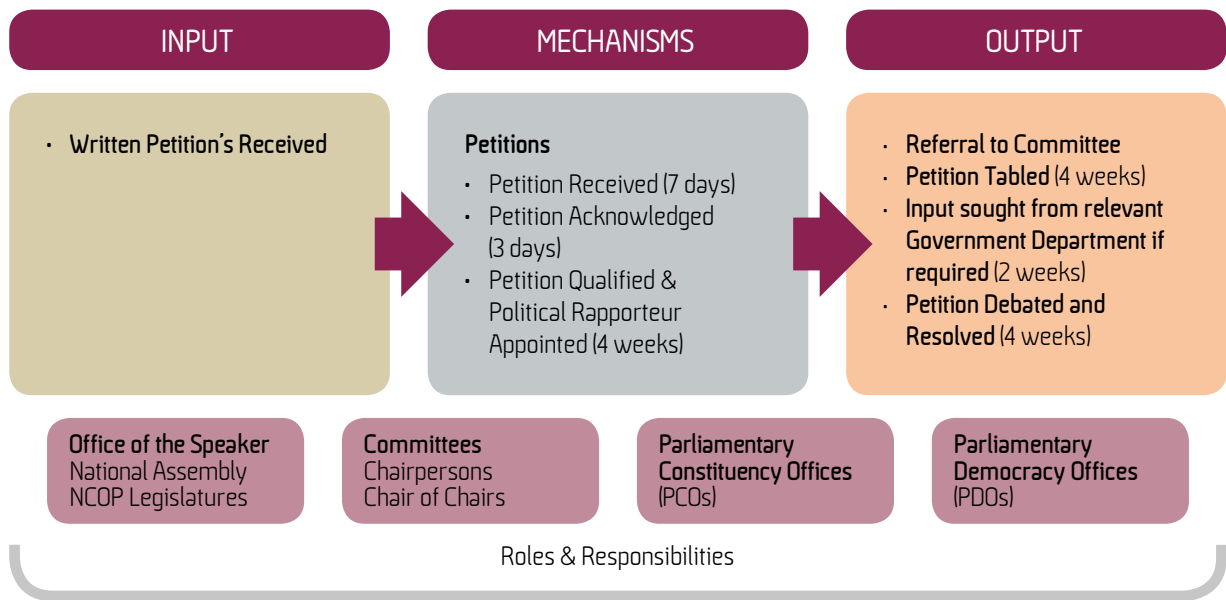 INPUT
MECHANISMS
OUTPUT
• Written Petition's Received
Petitions
• Petition Received (7 days)
• Petition Acknowledged
(3 days)
• Petition Qualified &
Political Rapporteur
Appointed (4 weeks)
• Referral to Committee
• Petition Tabled (4 weeks)
• Input sought from relevant
Government Department if
required (2 weeks)
• Petition Debated and
Resolved (4 weeks)
Office of the Speaker
National Assembly
NCOP Legislatures
Committees
Chairpersons
Chair of Chairs
Parliamentary
Constituency Offices
(PCOs)
Parliamentary
Democracy Offices
(PDOs)
Roles & Responsibilities